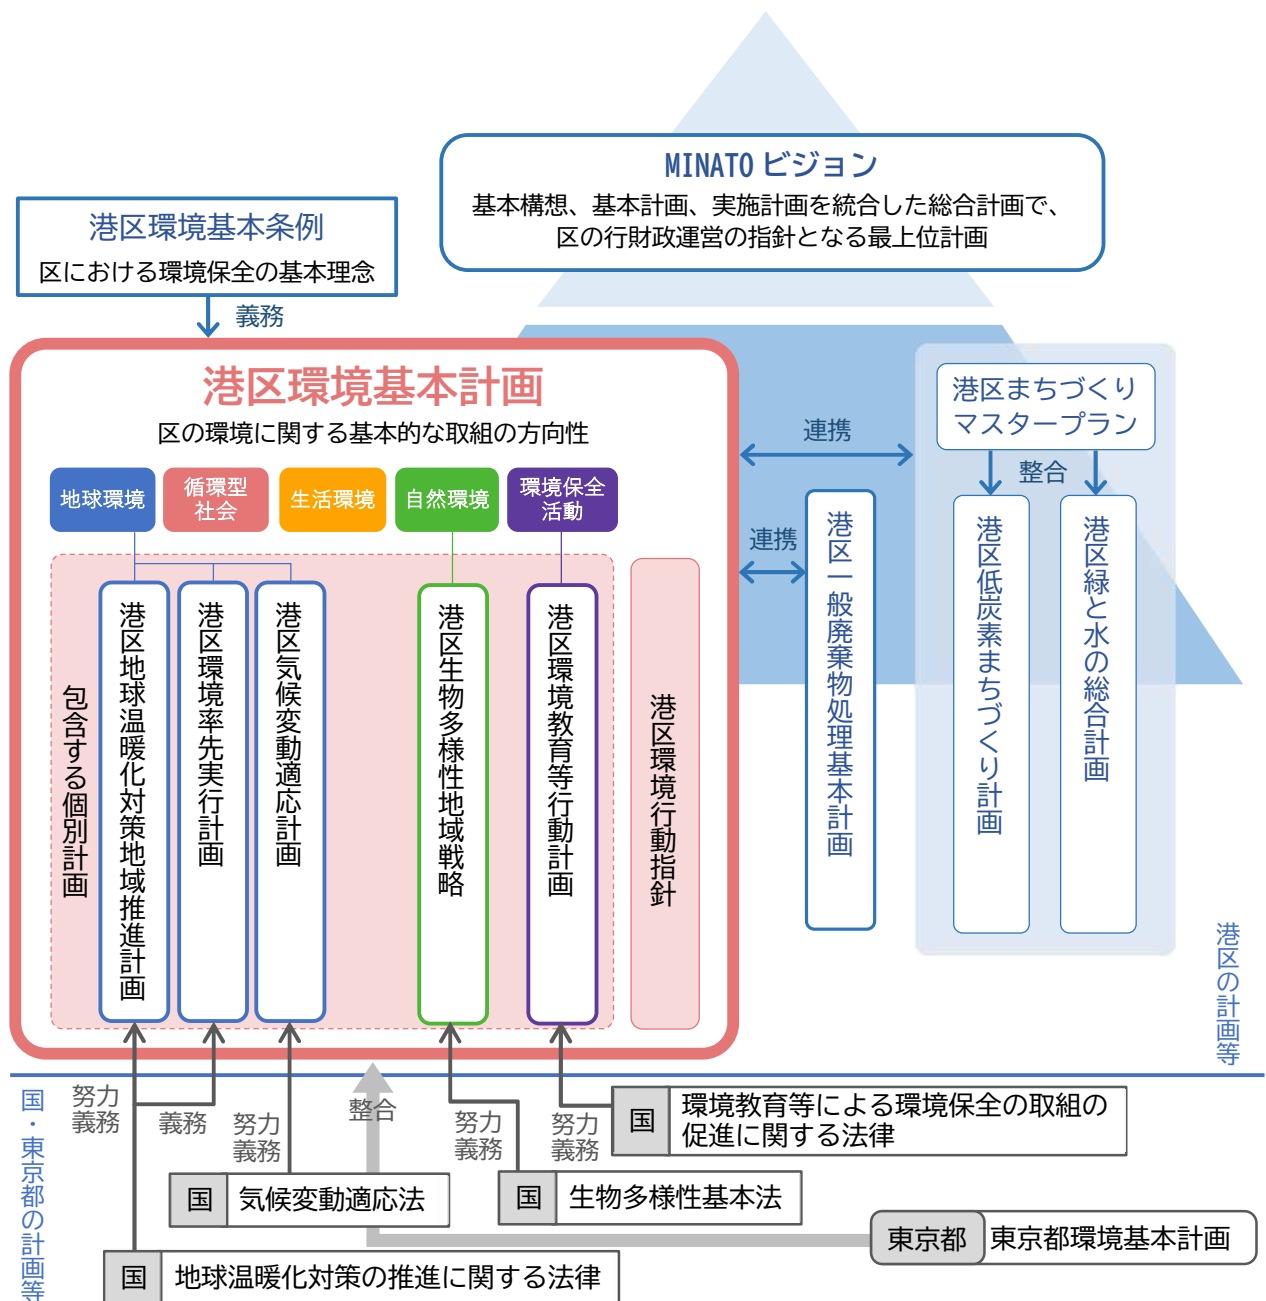 MINATO ビジョン
基本構想、基本計画、実施計画を統合した総合計画で、
区の行財政運営の指針となる最上位計画
港区環境基本条例
区における環境保全の基本理念
義務
港区環境基本計画
区の環境に関する基本的な取組の方向性
地球環境
循環型
社会
生活環境
自然環境
環境保全
活動
包含する個別計画
港区地球温暖化対策地域推進計画
港区環境率先実行計画
港区気候変動適応計画
港区生物多様性地域戦略
港区環境教育等行動計画
港区環境行動指針
連携
連携
港区一般廃棄物処理基本計画
港区まちづくり
マスタープラン
整合
港区低炭素まちづくり計画
港区緑と水の総合計画
港区の計画等
国・東京都の計画等
努力
義務
義務
努力
義務
整合
努力
義務
努力
義務
国
環境教育等による環境保全の取組の
促進に関する法律
国
気候変動適応法
国
生物多様性基本法
東京都
東京都環境基本計画
国
地球温暖化対策の推進に関する法律